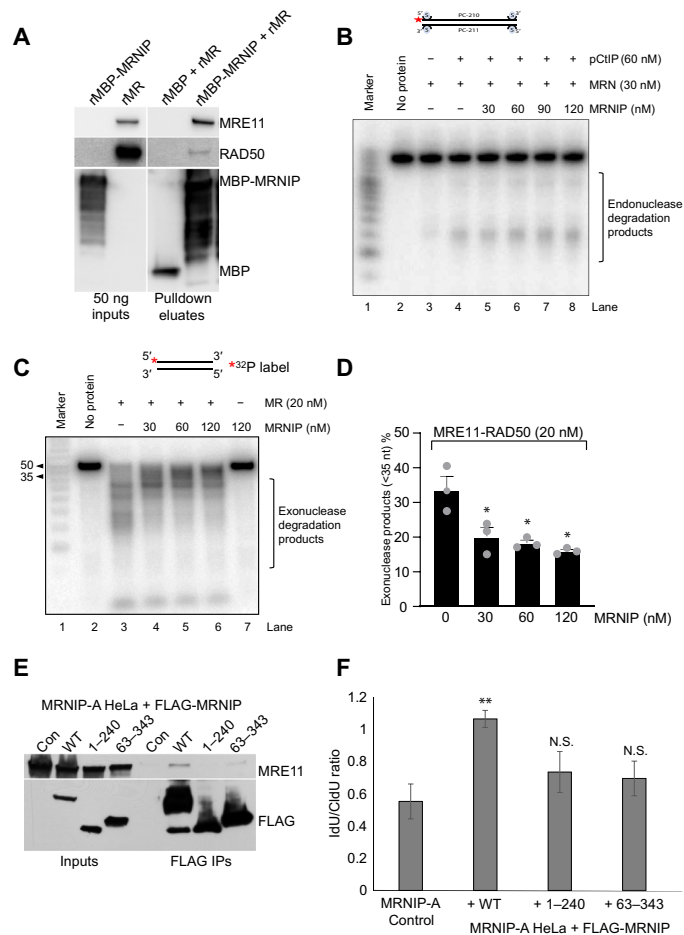 A
rMBP-MRNIP
rMR
rMBP + rMR
rMBP-MRNIP + rMR
MRE11
RAD50
MBP-MRNIP
MBP
50 ng
inputs
Pulldown
eluates
B
5′
3′
PC-210
PC-211
3′
5′
*
Marker
No protein
– + + + + + pCtIP (60 nM)
+ + + + + + MRN (30 nM)
– – 30 60 90 120 MRNIP (nM)
Endonuclease
degradation
products
1 2 3 4 5 6 7 8 Lane
C
5′ 3′
* *32P label
3′ 5′
Marker
No protein
+ + + + – MR (20 nM)
– 30 60 120 120 MRNIP (nM)
50
35
Exonuclease
degradation
products
1 2 3 4 5 6 7 Lane
D
MRE11-RAD50 (20 nM)
Exonuclease products (<35 nt) %
50
40
30
20
10
0
* * *
0 30 60 120 MRNIP (nM)
E
MRNIP-A HeLa + FLAG-MRNIP
Con WT 1–240 63–343 Con WT 1–240 63–343
MRE11
FLAG
Inputs FLAG IPs
F
IdU/CldU ratio
1.2
1
0.8
0.6
0.4
0.2
0
**
N.S.
N.S.
MRNIP-A + WT + 1–240 + 63–343
Control
MRNIP-A HeLa + FLAG-MRNIP